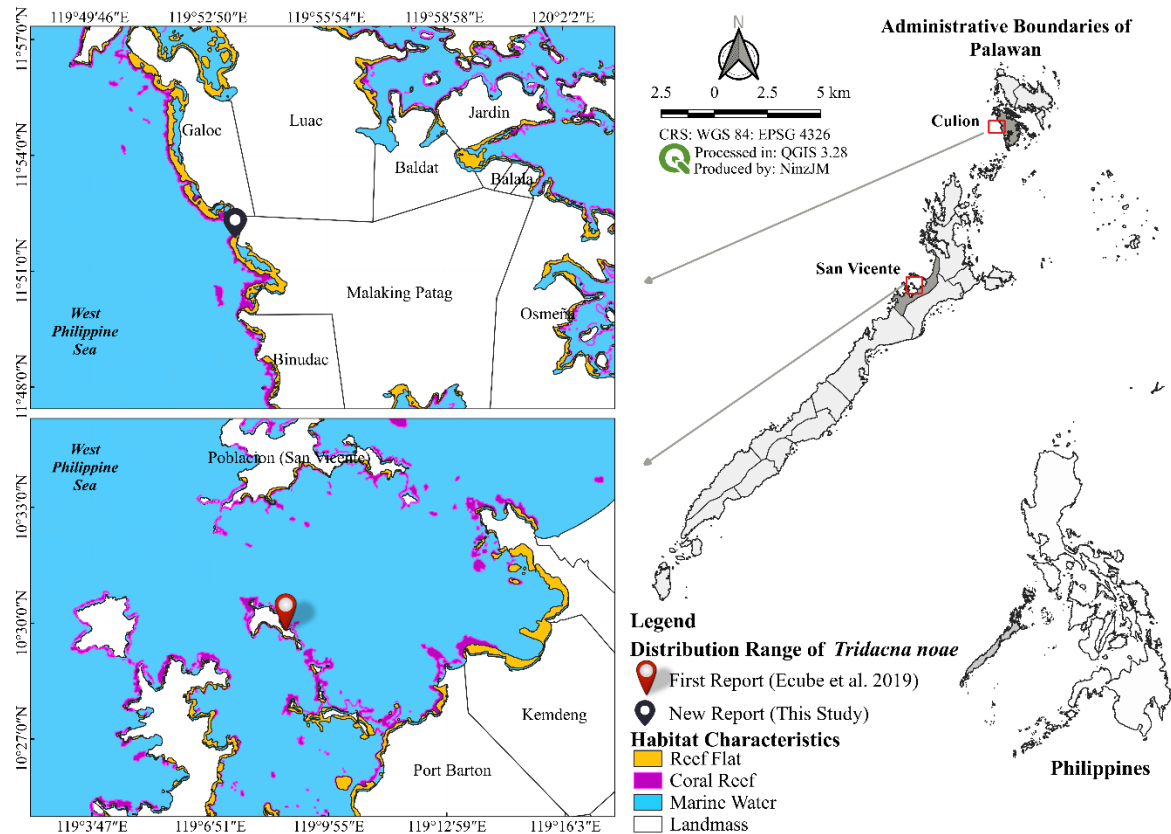 119°49'46"E 119°52'50"E 119°55'54"E 119°58'58"E 120°2'2"E
11°57'0"N
11°54'0"N
11°51'0"N
11°48'0"N
Galoc
Luac
Jardin
Baldat
Balala
Malaking Patag
Osmeña
Binudac
West
Philippine
Sea
West
Philippine
Sea
Poblacion (San Vicente)
Kemdeng
Port Barton
10°33'0"N
10°30'0"N
10°27'0"N
119°3'47"E 119°6'51"E 119°9'55"E 119°12'59"E 119°16'3"E
N
2.5 0 2.5 5 km
CRS: WGS 84: EPSG 4326
Processed in: QGIS 3.28
Produced by: NinzJM
Administrative Boundaries of
Palawan
Culion
San Vicente
Philippines
Legend
Distribution Range of Tridacna noae
First Report (Ecube et al. 2019)
New Report (This Study)
Habitat Characteristics
Reef Flat
Coral Reef
Marine Water
Landmass